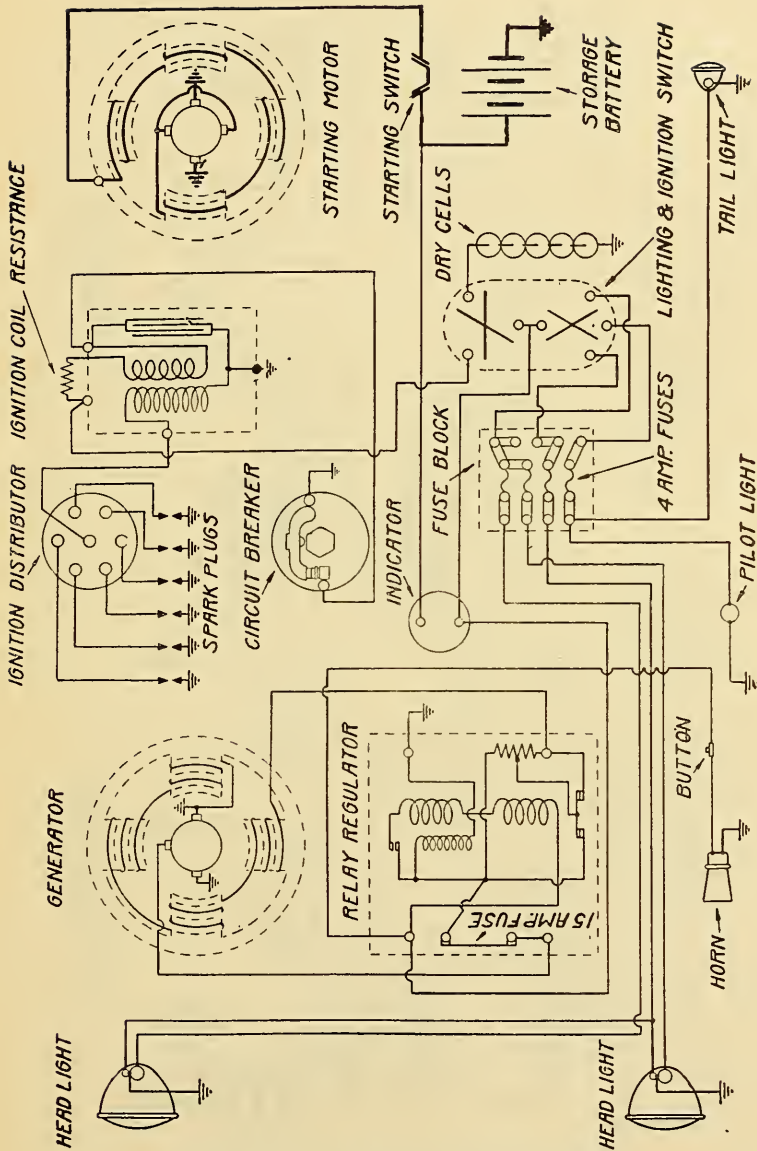 HEAD LIGHT
GENERATOR
IGNITION DISTRIBUTOR
IGNITION COIL
RESISTANCE
SPARK PLUGS
STARTING MOTOR
RELAY REGULATOR
15 AMP FUSE
CIRCUIT BREAKER
INDICATOR
STARTING SWITCH
FUSE BLOCK
DRY CELLS
STORAGE
BATTERY
4 AMP. FUSES
LIGHTING & IGNITION SWITCH
HEAD LIGHT
HORN
BUTTON
PILOT LIGHT
TAIL LIGHT